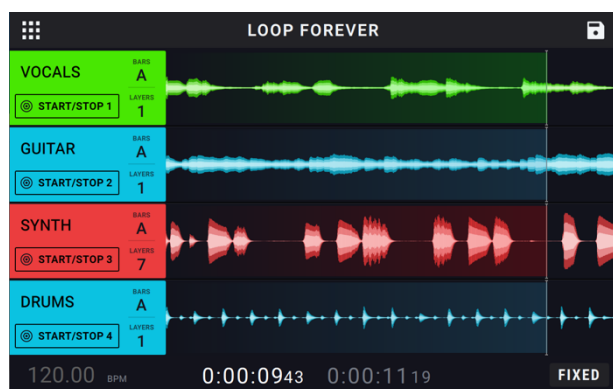 LOOP FOREVER
VOCALS
BARS
A
START/STOP 1
LAYERS
1
GUITAR
BARS
A
START/STOP 2
LAYERS
1
SYNTH
BARS
A
START/STOP 3
LAYERS
7
DRUMS
BARS
A
START/STOP 4
LAYERS
1
120.00 BPM 0:00:0943 0:00:1119 FIXED